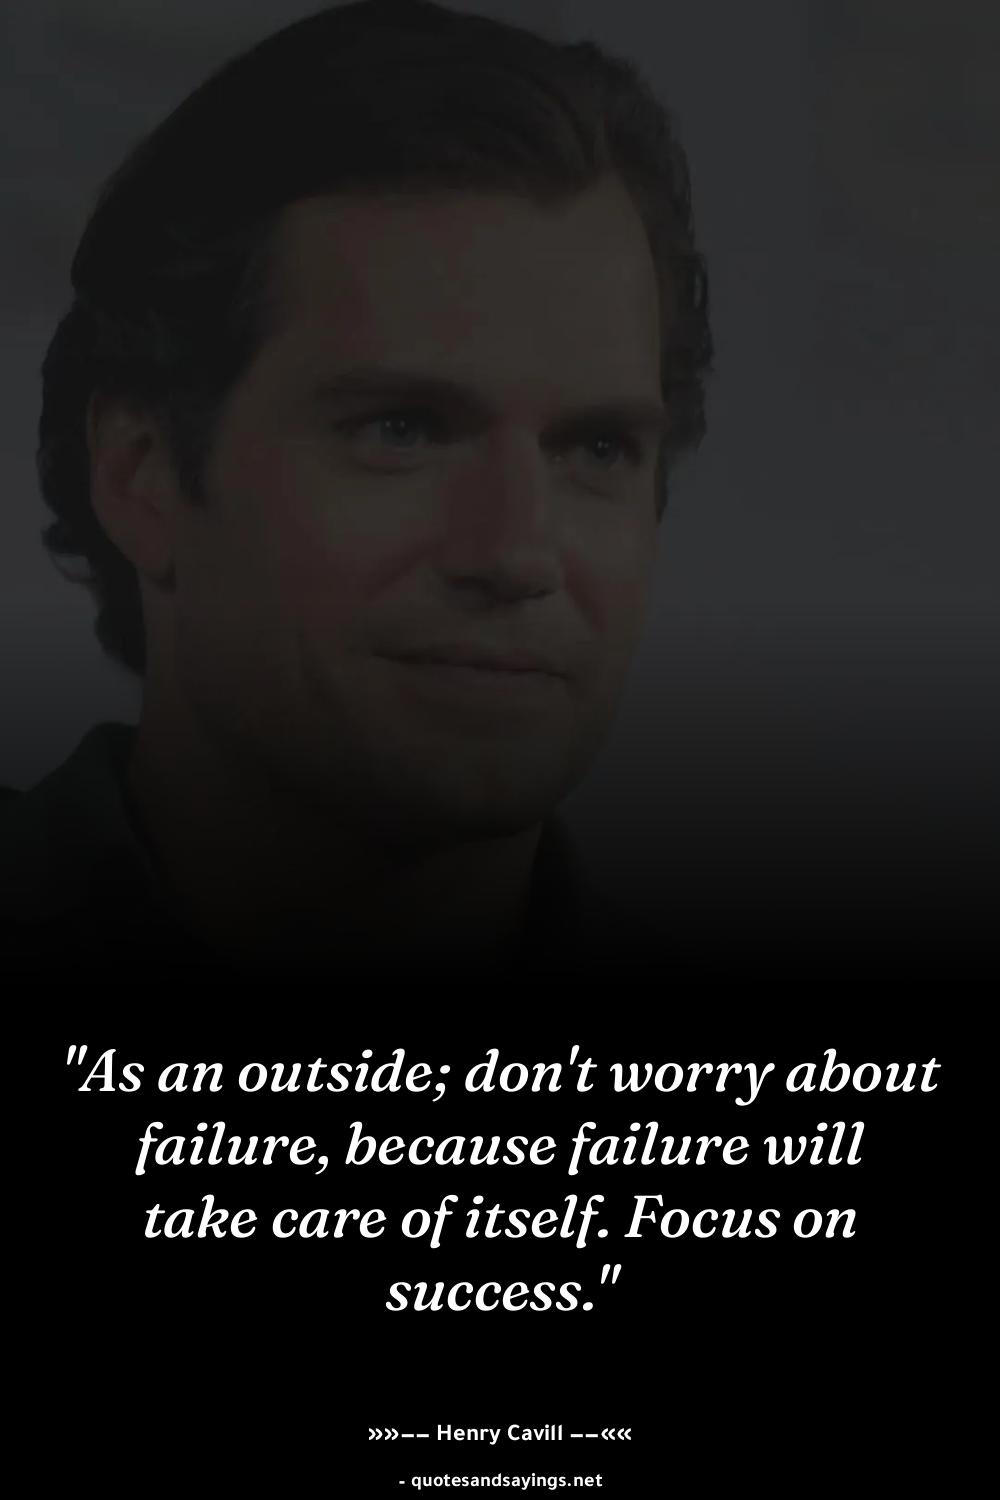 "As an outside; don't worry about
failure, because failure will
take care of itself. Focus on
success."
»»–– Henry Cavill ––««
- quotesandsayings.net